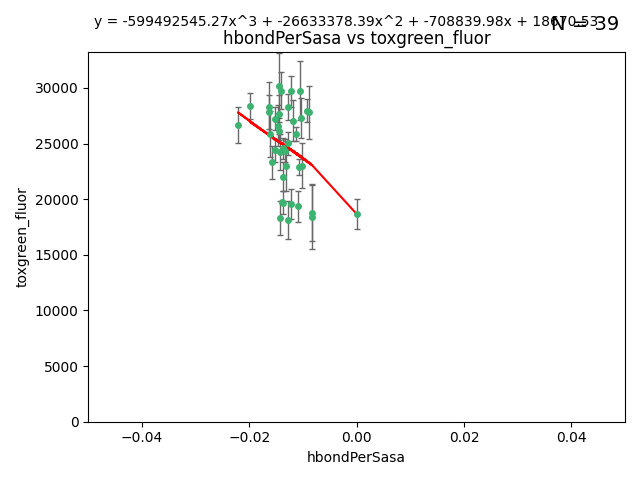 y = -599492545.27x^3 + -26633378.39x^2 + -708839.98x + 18670.53
N = 39
hbondPerSasa vs toxgreen_fluor
toxgreen_fluor
30000
25000
20000
15000
10000
5000
0
−0.04
−0.02
0.00
0.02
0.04
hbondPerSasa